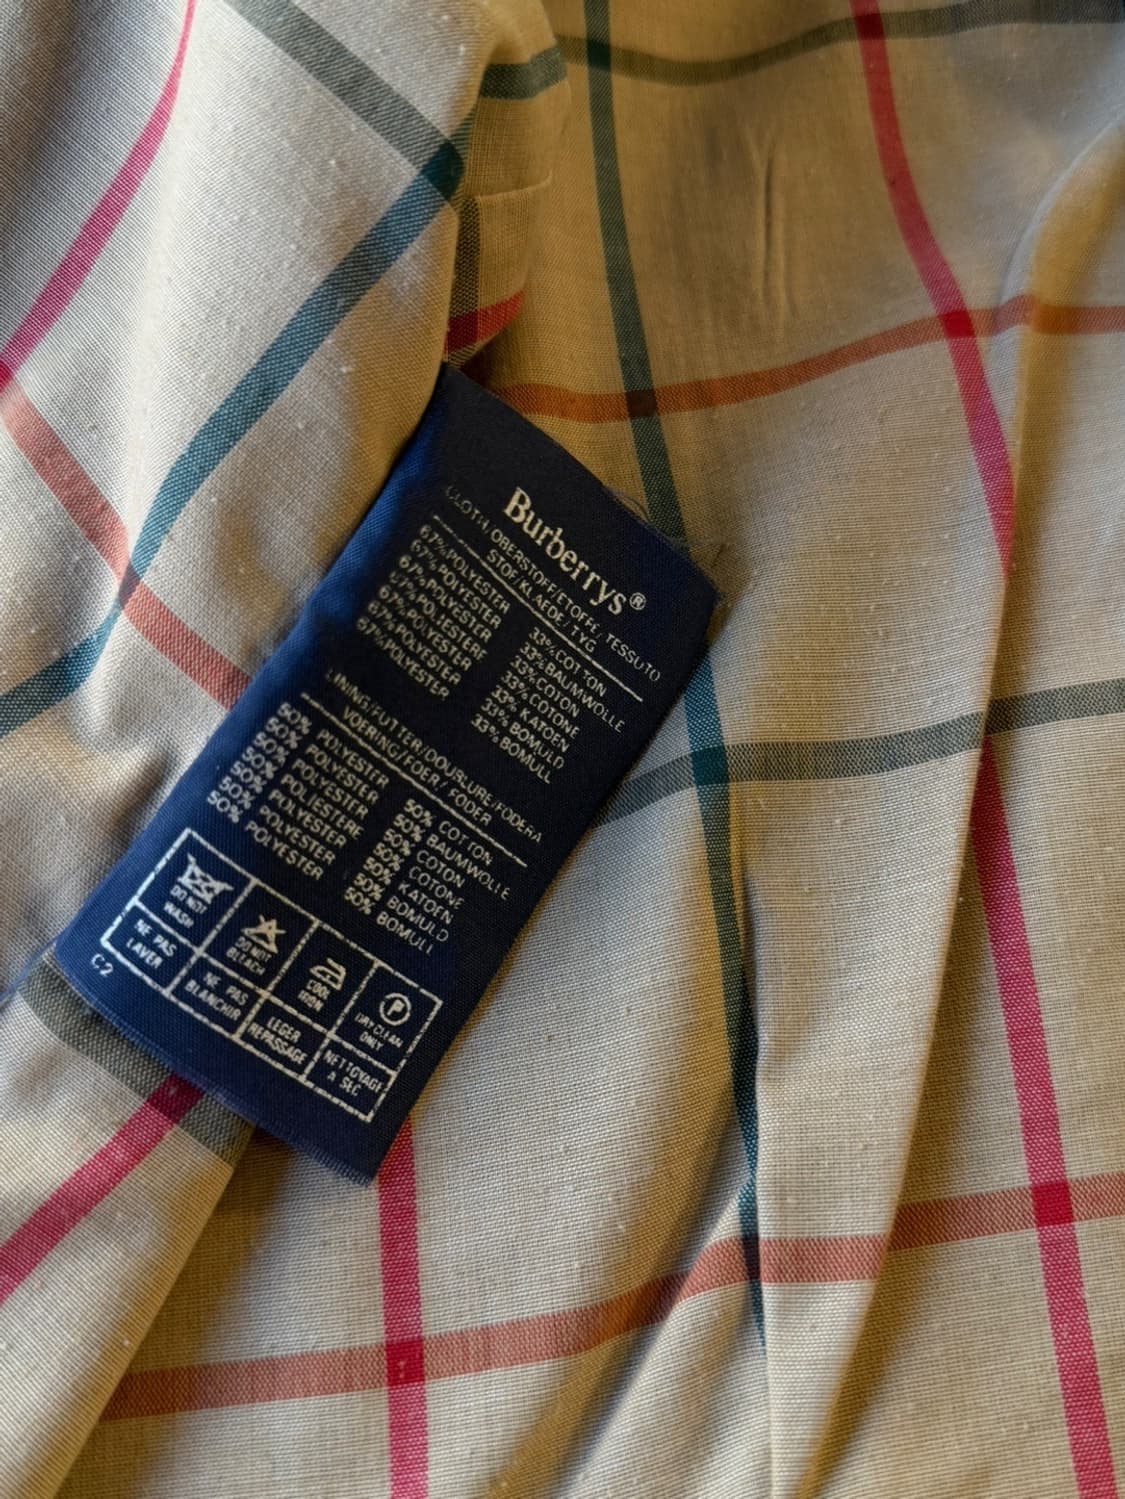 Burberrys®
CLOTH/OBERSTOFF/ETOFFE/TESSUTO
STOF/KLAEDE/TYG
67% POLYESTER 33% COTTON
67% POLYESTER 33% BAUMWOLLE
67% POLYESTER 33% COTON
67% POLIESTERE 33% COTONE
67% POLYESTER 33% KATOEN
67% POLYESTER 33% BOMULD
67% POLYESTER 33% BOMULL
LINING/FUTTER/DOUBLURE/FODERA
VOERING/FOER/FODER
50% POLYESTER 50% COTTON
50% POLYESTER 50% BAUMWOLLE
50% POLYESTER 50% COTON
50% POLIESTERE 50% COTONE
50% POLYESTER 50% KATOEN
50% POLYESTER 50% BOMULD
50% POLYESTER 50% BOMULL
DO NOT
WASH
DO NOT
BLEACH
COOL
IRON
P
DRY CLEAN
ONLY
NE PAS
LAVER
NE PAS
BLANCHIR
LEGER
REPASSAGE
NETTOYAGE
A SEC
C2